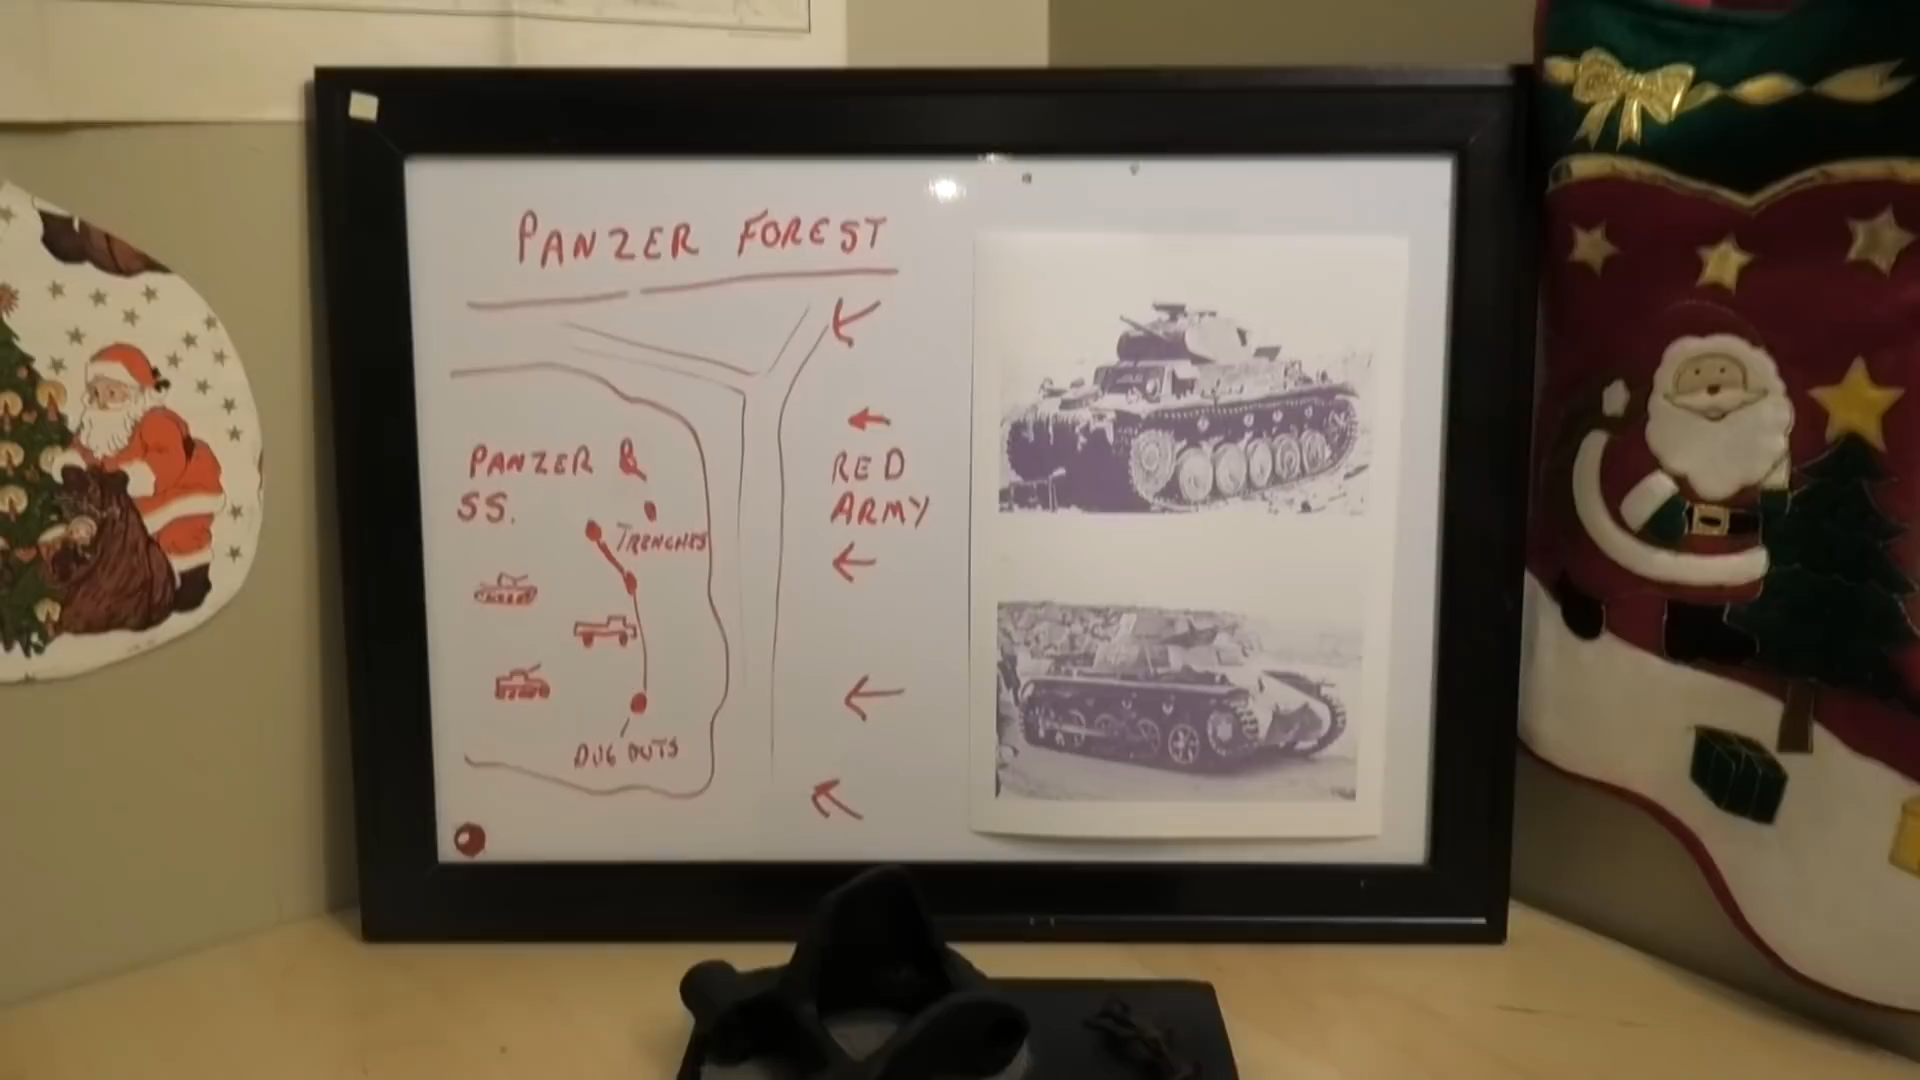 PANZER FOREST
PANZER &
SS.
TRENCHES
DUG OUTS
RED
ARMY